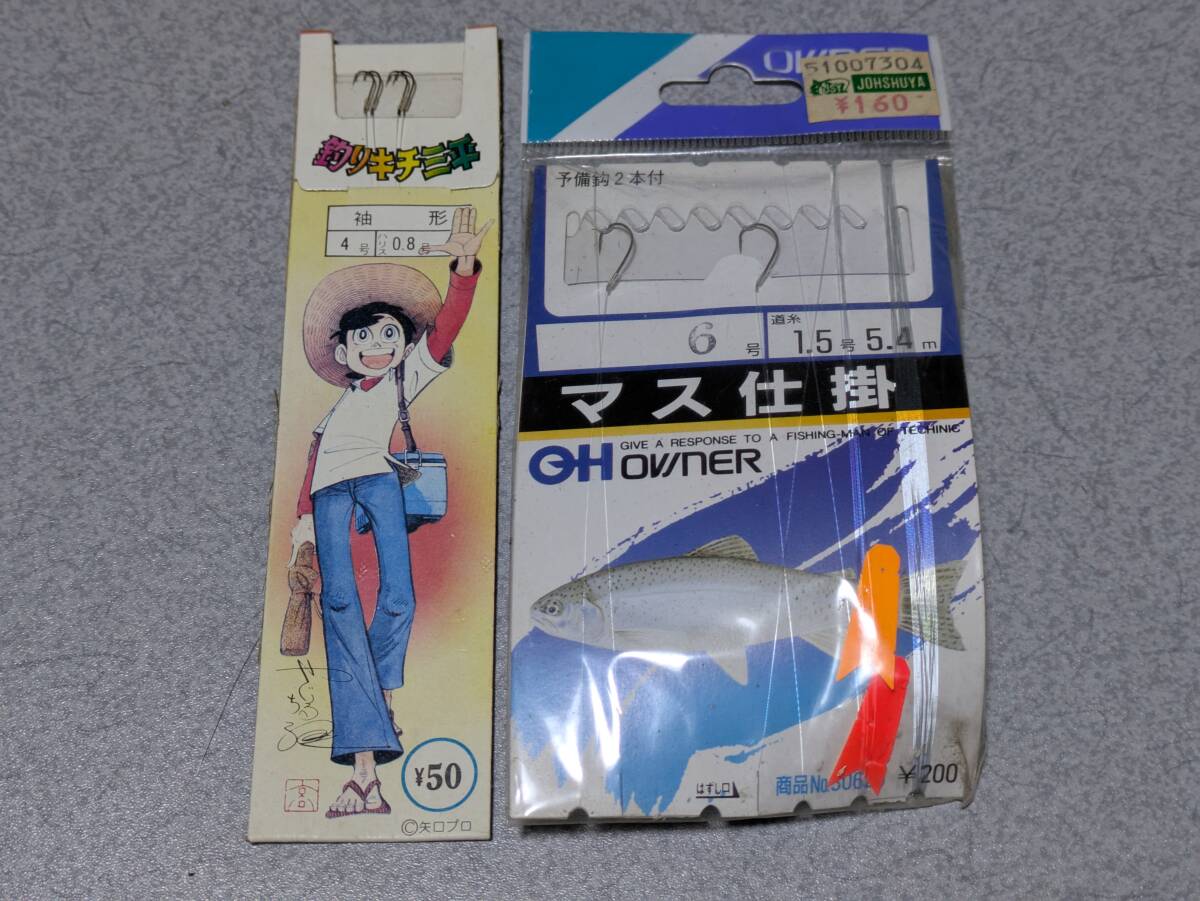 釣りキチ三平
袖 形
4号 ハリス 0.8号
¥50
©矢口プロ
OWNER
51007304
JOHSHUYA
¥160
予備鈎2本付
6号 道糸 1.5号 5.4m
マス仕掛
GIVE A RESPONSE TO A FISHING-MAN OF TECHNIC
OWNER
はずし口
商品No.
¥200